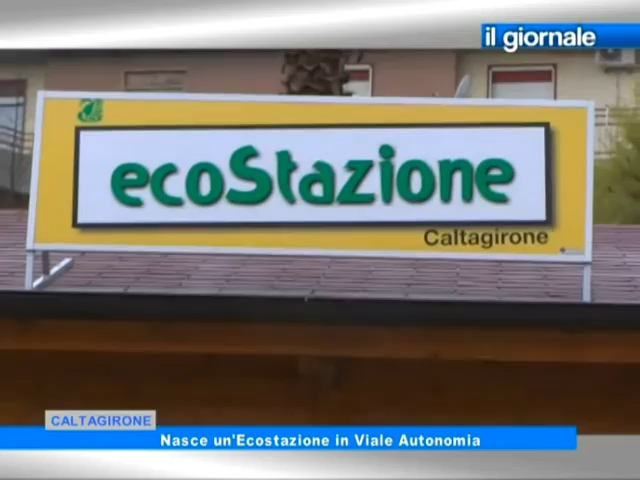 il giornale
ecoStazione
Caltagirone
CALTAGIRONE
Nasce un'Ecostazione in Viale Autonomia